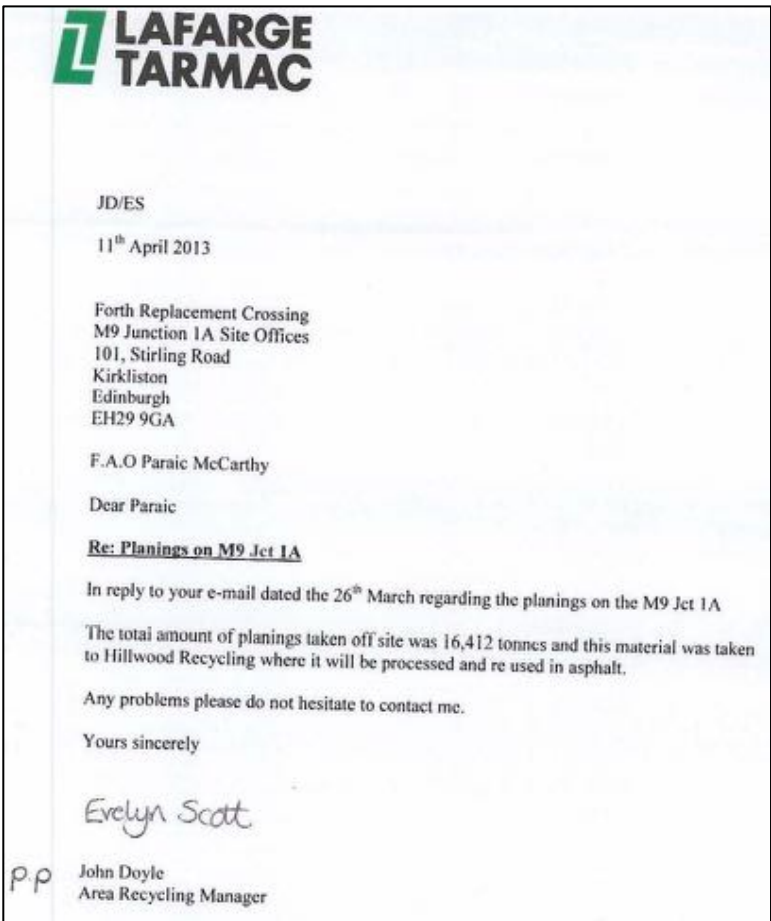 LAFARGE
TARMAC
JD/ES
11th April 2013
Forth Replacement Crossing
M9 Junction 1A Site Offices
101, Stirling Road
Kirkliston
Edinburgh
EH29 9GA
F.A.O Paraic McCarthy
Dear Paraic
Re: Planings on M9 Jct 1A
In reply to your e-mail dated the 26th March regarding the planings on the M9 Jct 1A
The total amount of planings taken off site was 16,412 tonnes and this material was taken
to Hillwood Recycling where it will be processed and re used in asphalt.
Any problems please do not hesitate to contact me.
Yours sincerely
Evelyn Scott
p.p John Doyle
Area Recycling Manager